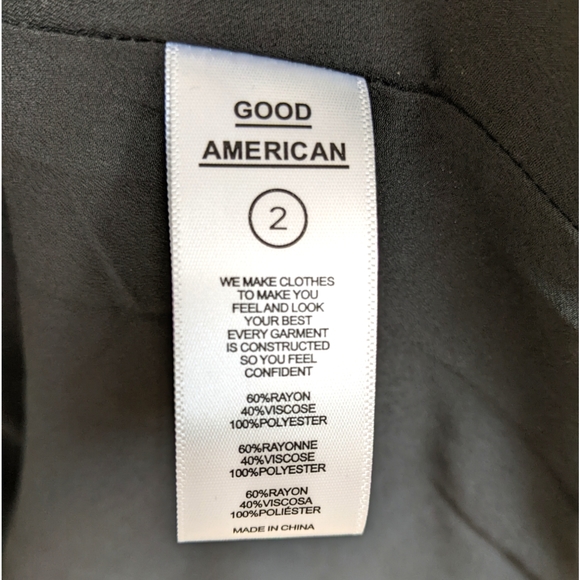 GOOD
AMERICAN
2
WE MAKE CLOTHES
TO MAKE YOU
FEEL AND LOOK
YOUR BEST
EVERY GARMENT
IS CONSTRUCTED
SO YOU FEEL
CONFIDENT
60%RAYON
40%VISCOSE
100%POLYESTER
60%RAYONNE
40%VISCOSE
100%POLYESTER
60%RAYON
40%VISCOSA
100%POLIÉSTER
MADE IN CHINA